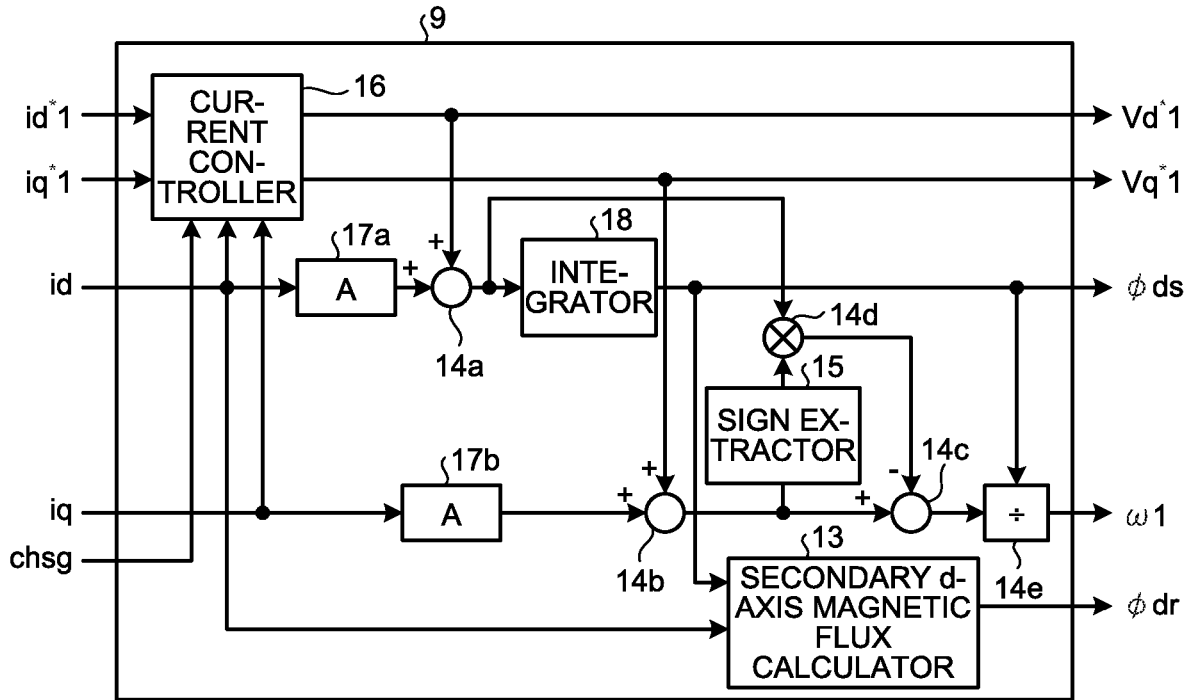 9
16
id*1
CUR-
RENT
CON-
TROLLER
Vd*1
iq*1
Vq*1
17a
18
id
A
+
+
INTE-
GRATOR
ϕ ds
14a
14d
15
SIGN EX-
TRACTOR
17b
14c
iq
A
+
+
+
-
÷
ω1
chsg
14b
13
14e
SECONDARY d-
AXIS MAGNETIC
FLUX
CALCULATOR
ϕ dr